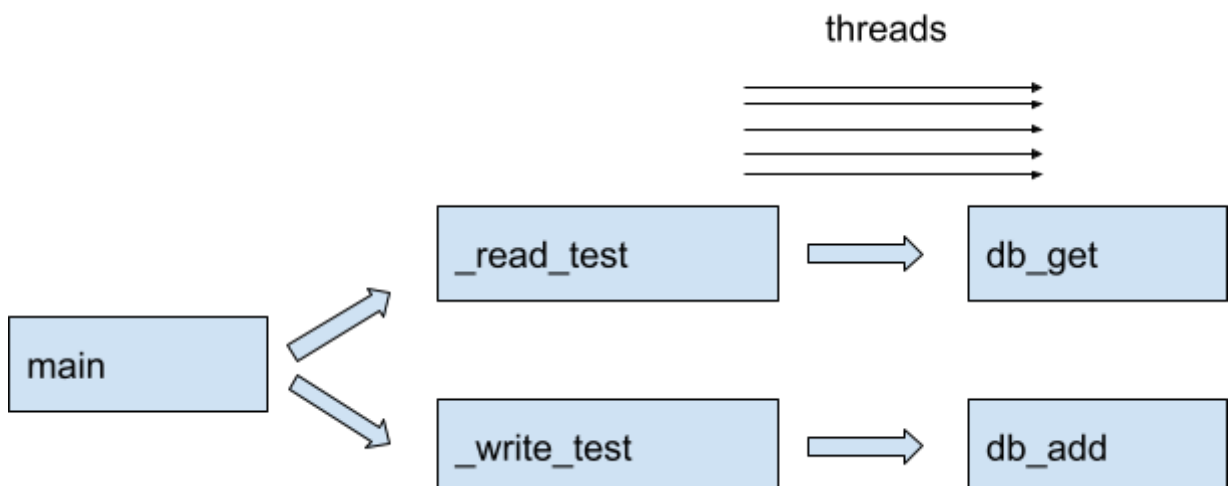 threads
_read_test
db_get
main
_write_test
db_add